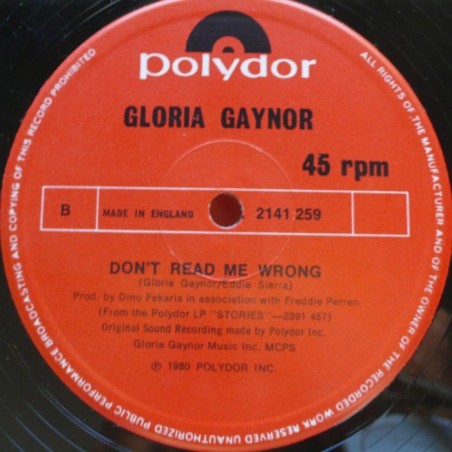 polydor
GLORIA GAYNOR
45 rpm
B
MADE IN ENGLAND
2141 259
DON'T READ ME WRONG
(Gloria Gaynor/Eddie Sierra)
Prod. by Dino Fekaris in association with Freddie Perren
(From the Polydor LP "STORIES"—2391 457)
Original Sound Recording made by Polydor Inc.
Gloria Gaynor Music Inc. MCPS
℗ 1980 POLYDOR INC.
ALL RIGHTS OF THE MANUFACTURER AND OF THE OWNER OF THE RECORDED WORK RESERVED UNAUTHORIZED PUBLIC PERFORMANCE BROADCASTING AND COPYING OF THIS RECORD PROHIBITED